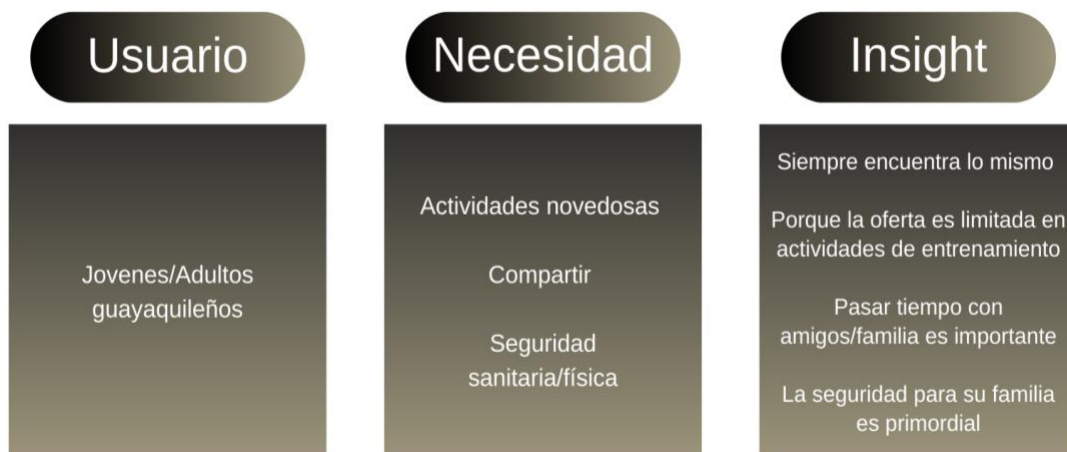 Usuario
Necesidad
Insight
Jovenes/Adultos
guayaquileños
Actividades novedosas
Compartir
Seguridad
sanitaria/física
Siempre encuentra lo mismo
Porque la oferta es limitada en
actividades de entrenamiento
Pasar tiempo con
amigos/familia es importante
La seguridad para su familia
es primordial